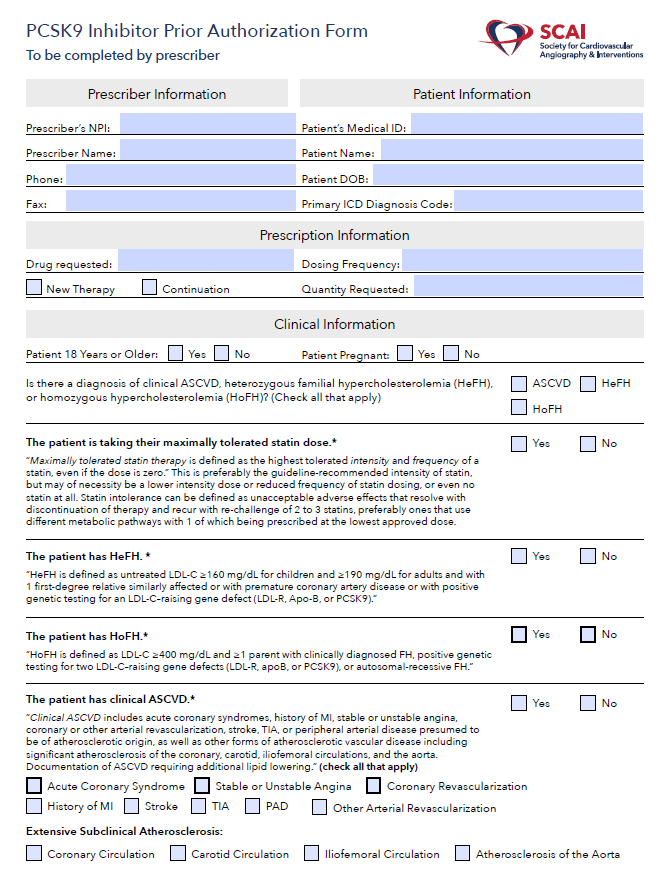 PCSK9 Inhibitor Prior Authorization Form
To be completed by prescriber
SCAI
Society for Cardiovascular
Angiography & Interventions
Prescriber Information
Patient Information
Prescriber's NPI:
Patient's Medical ID:
Prescriber Name:
Patient Name:
Phone:
Patient DOB:
Fax:
Primary ICD Diagnosis Code:
Prescription Information
Drug requested:
Dosing Frequency:
New Therapy
Continuation
Quantity Requested:
Clinical Information
Patient 18 Years or Older: Yes No
Patient Pregnant: Yes No
Is there a diagnosis of clinical ASCVD, heterozygous familial hypercholesterolemia (HeFH),
or homozygous hypercholesterolemia (HoFH)? (Check all that apply)
ASCVD HeFH
HoFH
The patient is taking their maximally tolerated statin dose.*
Yes No
"Maximally tolerated statin therapy is defined as the highest tolerated intensity and frequency of a
statin, even if the dose is zero." This is preferably the guideline-recommended intensity of statin,
but may of necessity be a lower intensity dose or reduced frequency of statin dosing, or even no
statin at all. Statin intolerance can be defined as unacceptable adverse effects that resolve with
discontinuation of therapy and recur with re-challenge of 2 to 3 statins, preferably ones that use
different metabolic pathways with 1 of which being prescribed at the lowest approved dose.
The patient has HeFH. *
Yes No
"HeFH is defined as untreated LDL-C ≥160 mg/dL for children and ≥190 mg/dL for adults and with
1 first-degree relative similarly affected or with premature coronary artery disease or with positive
genetic testing for an LDL-C–raising gene defect (LDL-R, Apo-B, or PCSK9)."
The patient has HoFH.*
Yes No
"HoFH is defined as LDL-C ≥400 mg/dL and ≥1 parent with clinically diagnosed FH, positive genetic
testing for two LDL-C–raising gene defects (LDL-R, apoB, or PCSK9), or autosomal-recessive FH."
The patient has clinical ASCVD.*
Yes No
"Clinical ASCVD includes acute coronary syndromes, history of MI, stable or unstable angina,
coronary or other arterial revascularization, stroke, TIA, or peripheral arterial disease presumed to
be of atherosclerotic origin, as well as other forms of atherosclerotic vascular disease including
significant atherosclerosis of the coronary, carotid, iliofemoral circulations, and the aorta.
Documentation of ASCVD requiring additional lipid lowering." (check all that apply)
Acute Coronary Syndrome Stable or Unstable Angina Coronary Revascularization
History of MI Stroke TIA PAD Other Arterial Revascularization
Extensive Subclinical Atherosclerosis:
Coronary Circulation Carotid Circulation Iliofemoral Circulation Atherosclerosis of the Aorta